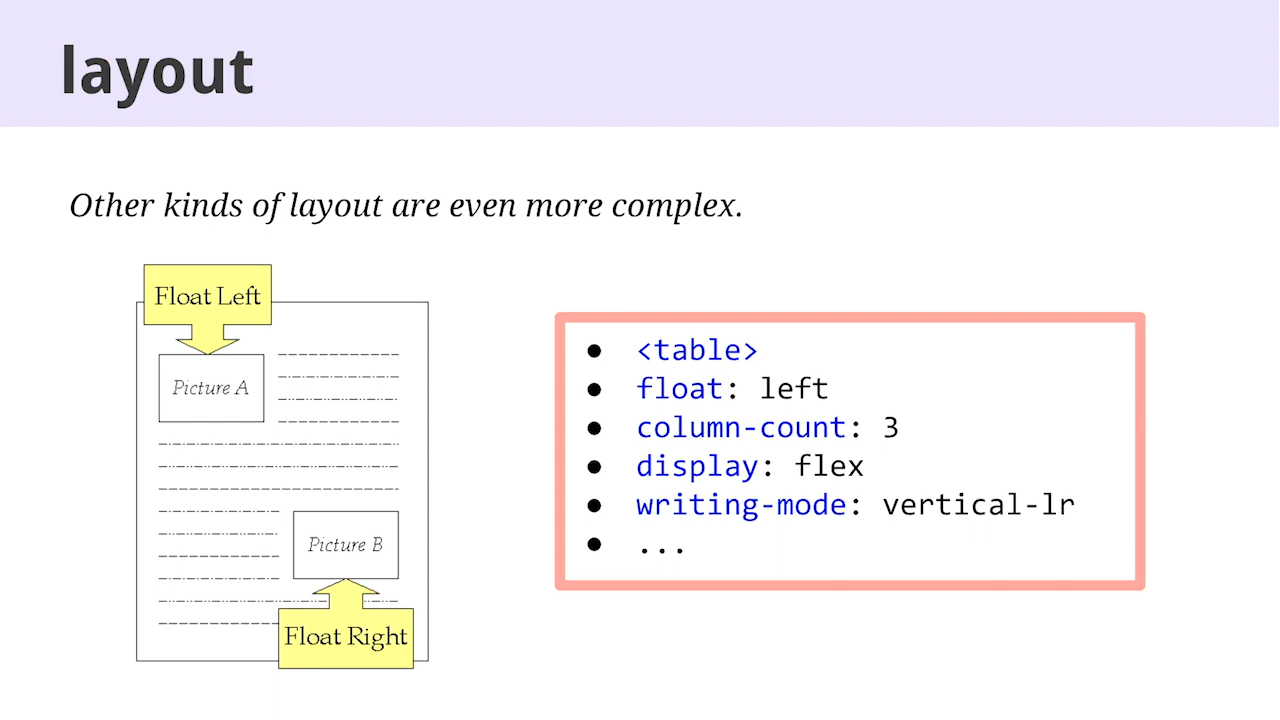 layout
Other kinds of layout are even more complex.
Float Left
Picture A
Picture B
Float Right
● <table>
● float: left
● column-count: 3
● display: flex
● writing-mode: vertical-lr
● ...